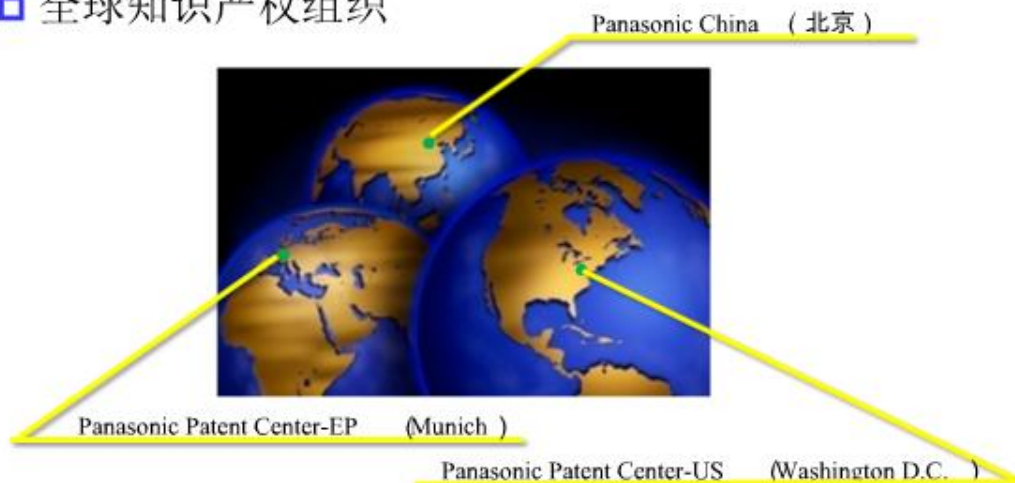 全球知识产权组织
Panasonic China （北京）
Panasonic Patent Center-EP (Munich )
Panasonic Patent Center-US (Washington D.C. )